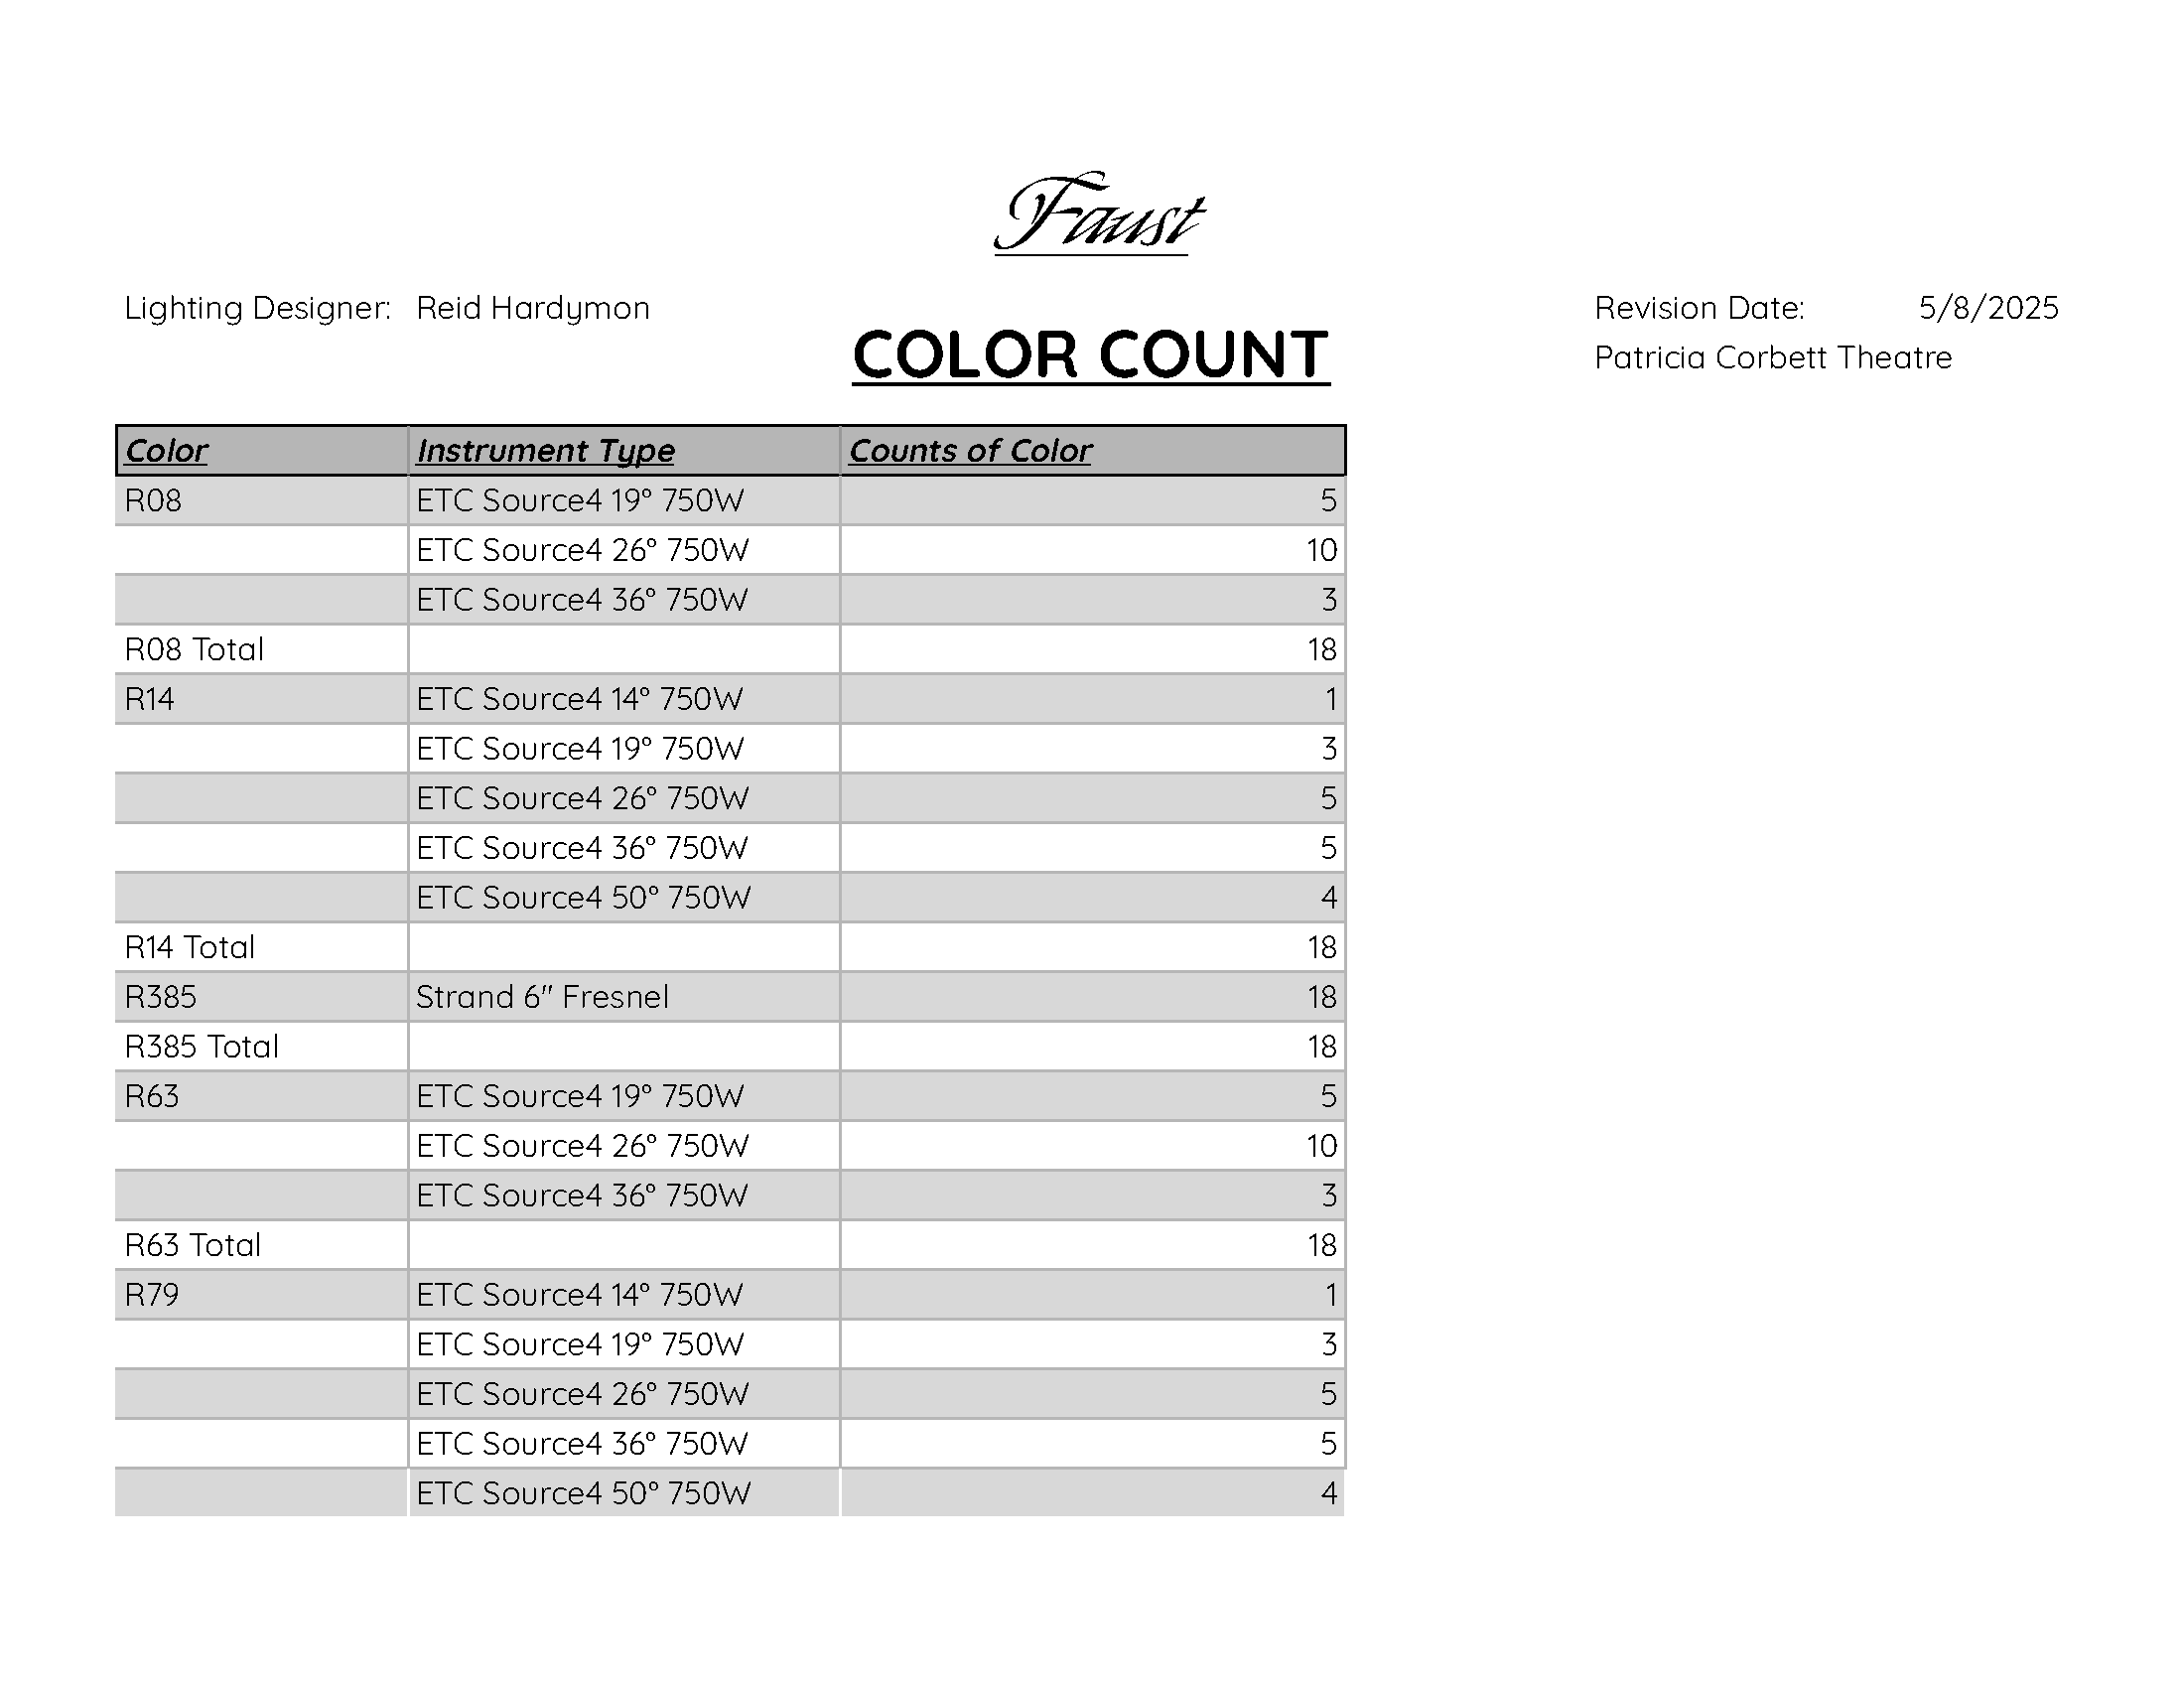 Faust
Lighting Designer: Reid Hardymon
Revision Date: 5/8/2025
COLOR COUNT
Patricia Corbett Theatre
Color Instrument Type Counts of Color
R08 ETC Source4 19° 750W 5
ETC Source4 26° 750W 10
ETC Source4 36° 750W 3
R08 Total 18
R14 ETC Source4 14° 750W 1
ETC Source4 19° 750W 3
ETC Source4 26° 750W 5
ETC Source4 36° 750W 5
ETC Source4 50° 750W 4
R14 Total 18
R385 Strand 6" Fresnel 18
R385 Total 18
R63 ETC Source4 19° 750W 5
ETC Source4 26° 750W 10
ETC Source4 36° 750W 3
R63 Total 18
R79 ETC Source4 14° 750W 1
ETC Source4 19° 750W 3
ETC Source4 26° 750W 5
ETC Source4 36° 750W 5
ETC Source4 50° 750W 4